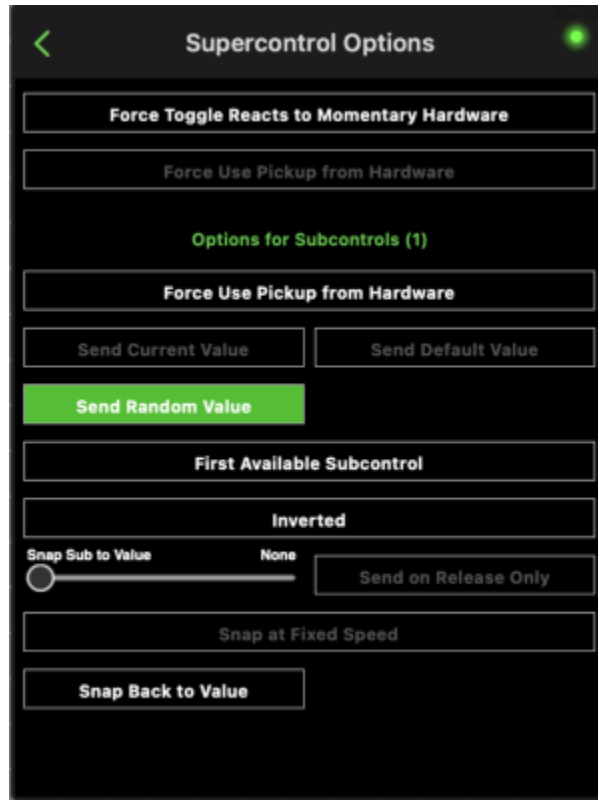 Supercontrol Options
Force Toggle Reacts to Momentary Hardware
Force Use Pickup from Hardware
Options for Subcontrols (1)
Force Use Pickup from Hardware
Send Current Value
Send Default Value
Send Random Value
First Available Subcontrol
Inverted
Snap Sub to Value
None
Send on Release Only
Snap at Fixed Speed
Snap Back to Value